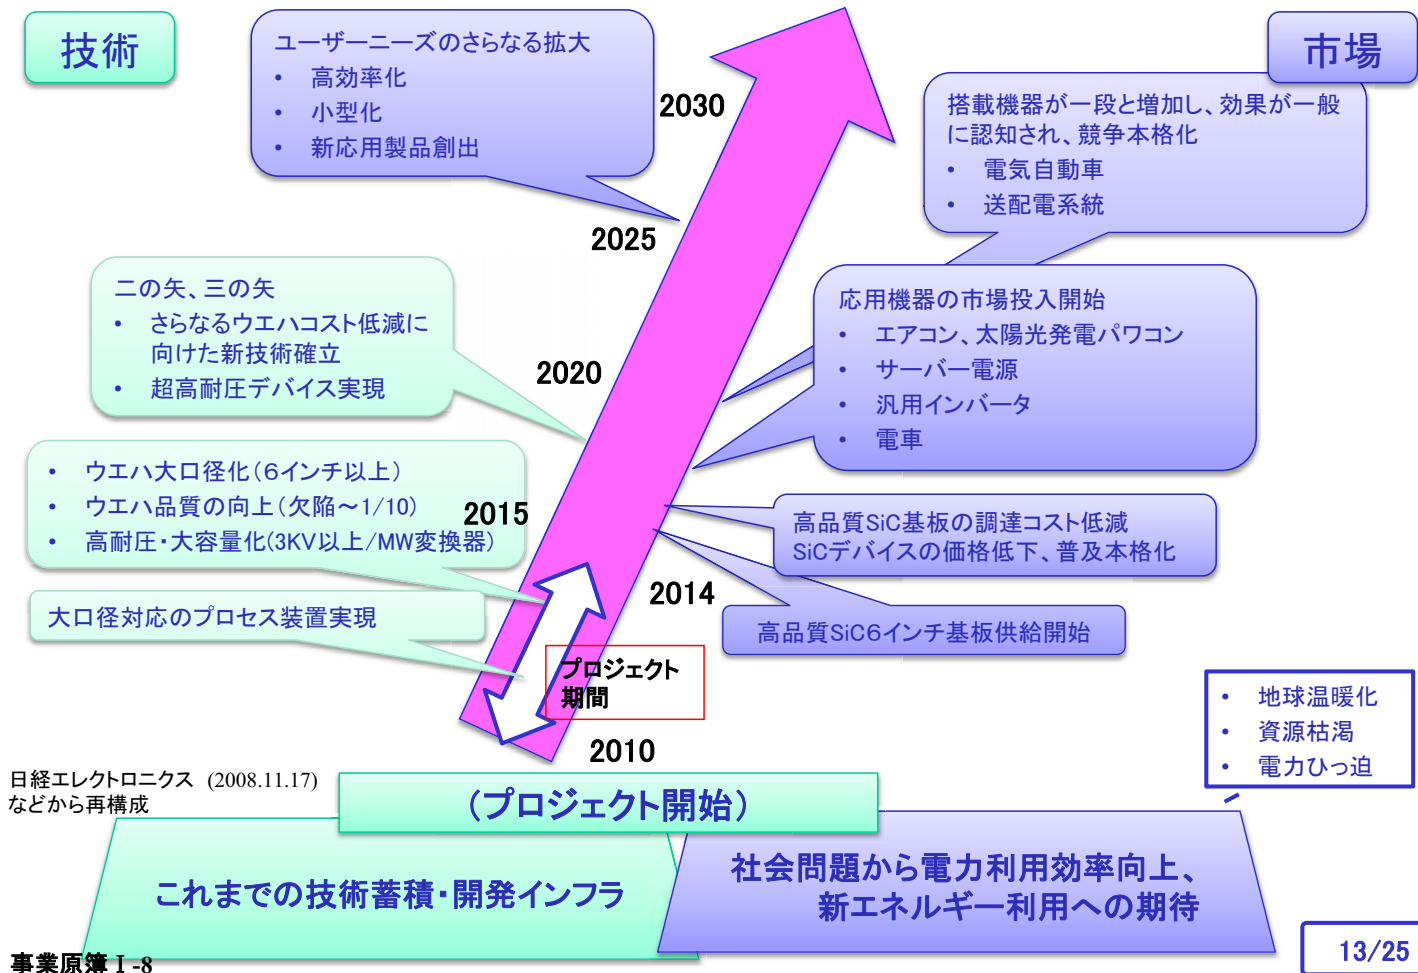 技術
市場
ユーザーニーズのさらなる拡大
• 高効率化
• 小型化
• 新応用製品創出
2030
搭載機器が一段と増加し、効果が一般
に認知され、競争本格化
• 電気自動車
• 送配電系統
2025
二の矢、三の矢
• さらなるウエハコスト低減に
向けた新技術確立
• 超高耐圧デバイス実現
応用機器の市場投入開始
• エアコン、太陽光発電パワコン
• サーバー電源
• 汎用インバータ
• 電車
2020
• ウエハ大口径化(6インチ以上)
• ウエハ品質の向上(欠陥～1/10)
• 高耐圧・大容量化(3KV以上/MW変換器)
2015
高品質SiC基板の調達コスト低減
SiCデバイスの価格低下、普及本格化
2014
大口径対応のプロセス装置実現
高品質SiC6インチ基板供給開始
プロジェクト
期間
2010
• 地球温暖化
• 資源枯渇
• 電力ひっ迫
日経エレクトロニクス (2008.11.17)
などから再構成
(プロジェクト開始)
これまでの技術蓄積・開発インフラ
社会問題から電力利用効率向上、
新エネルギー利用への期待
事業原簿 Ⅰ-8
13/25